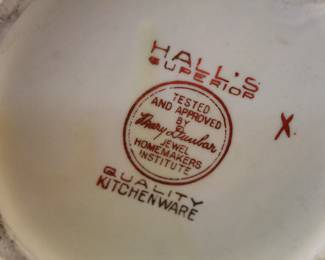 HALL'S
SUPERIOR
TESTED
AND APPROVED
BY
Mary Dunbar
JEWEL
HOMEMAKERS
INSTITUTE
X
QUALITY
KITCHENWARE